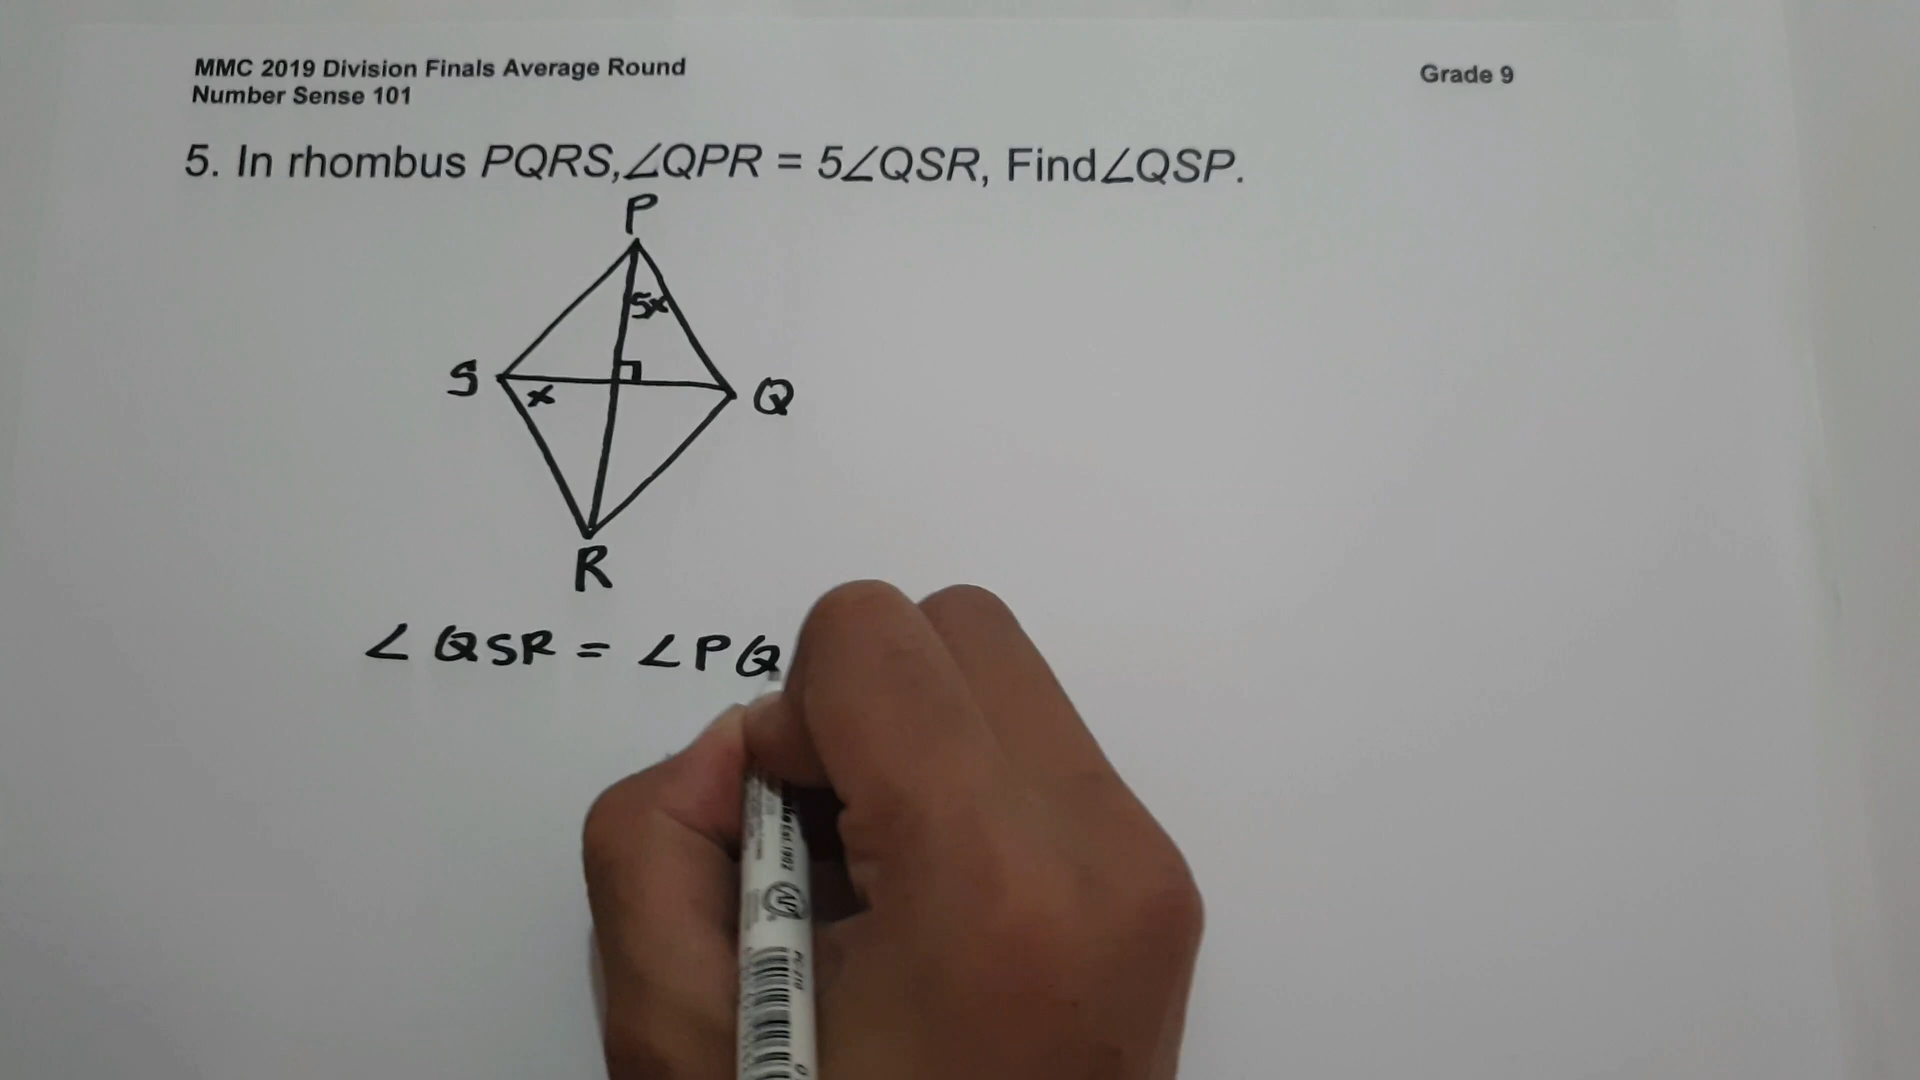 MMC 2019 Division Finals Average Round
Grade 9
Number Sense 101
5. In rhombus PQRS,∠QPR = 5∠QSR, Find∠QSP.
P
5x
S
x
Q
R
∠ QSR = ∠PQ